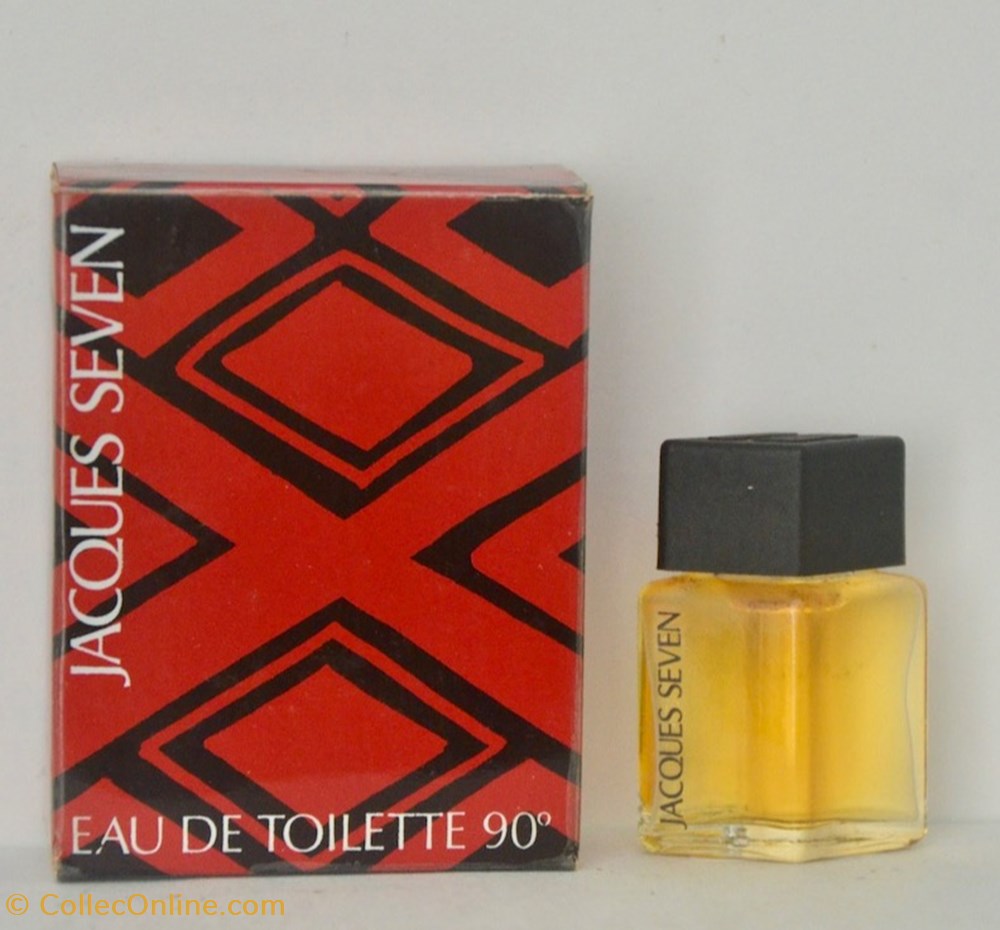 JACQUES SEVEN
EAU DE TOILETTE 90°
JACQUES SEVEN
© CollecOnline.com